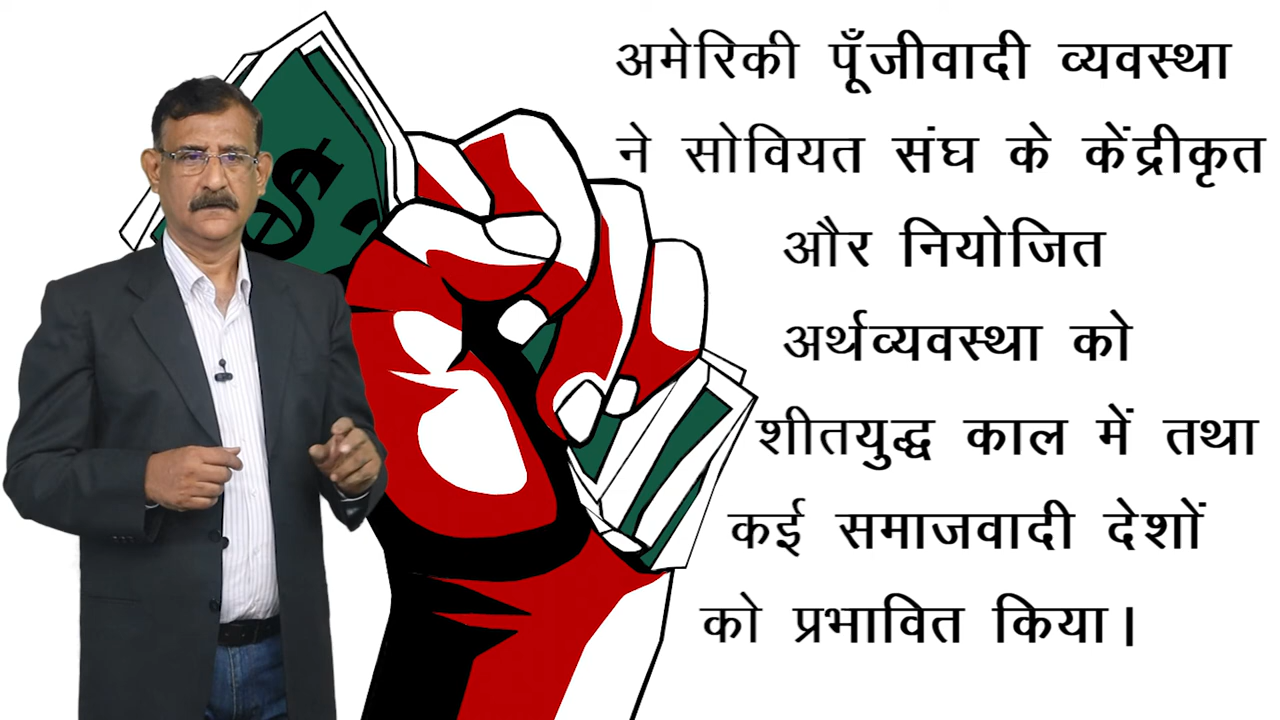 अमेरिकी पूँजीवादी व्यवस्था
ने सोवियत संघ के केंद्रीकृत
और नियोजित
अर्थव्यवस्था को
शीतयुद्ध काल में तथा
कई समाजवादी देशों
को प्रभावित किया।